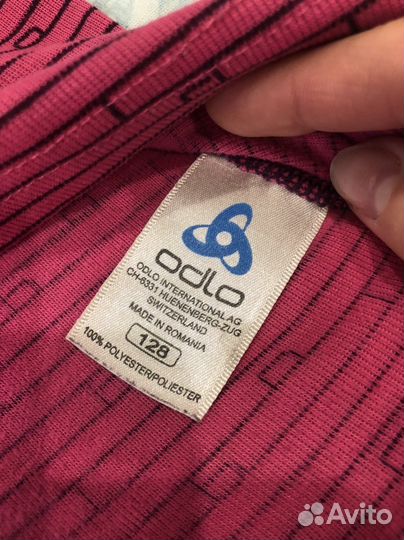 odlo
ODLO INTERNATIONAL AG
CH-6331 HUENENBERG-ZUG
SWITZERLAND
MADE IN ROMANIA
128
100% POLYESTER/POLIESTER
Avito